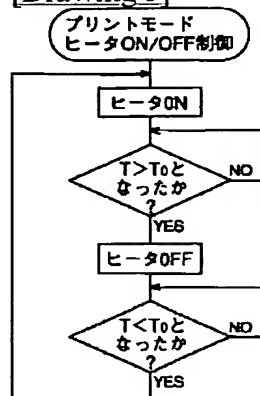 プリントモード
ヒータON/OFF制御
ヒータON
T>T0と
なったか
?
NO
YES
ヒータOFF
T<T0と
なったか
?
NO
YES